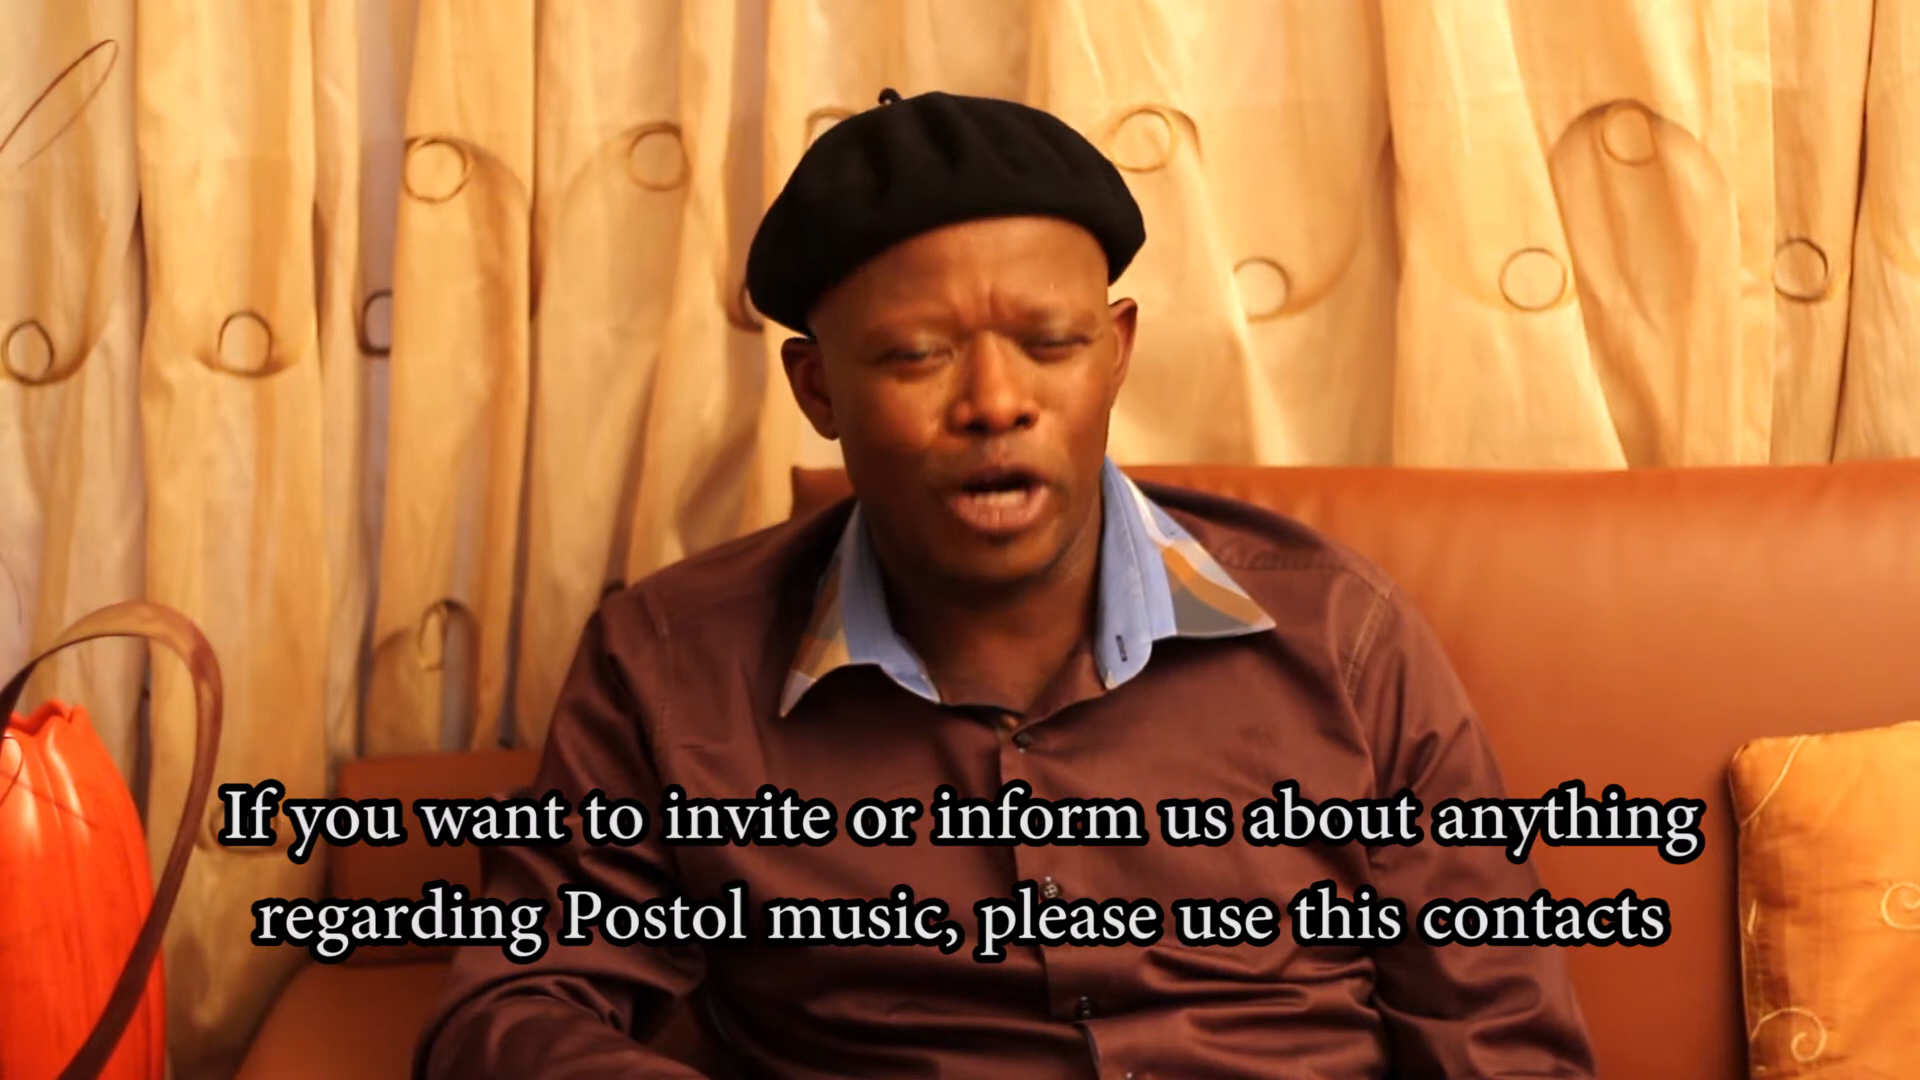 If you want to invite or inform us about anything
regarding Postol music, please use this contacts